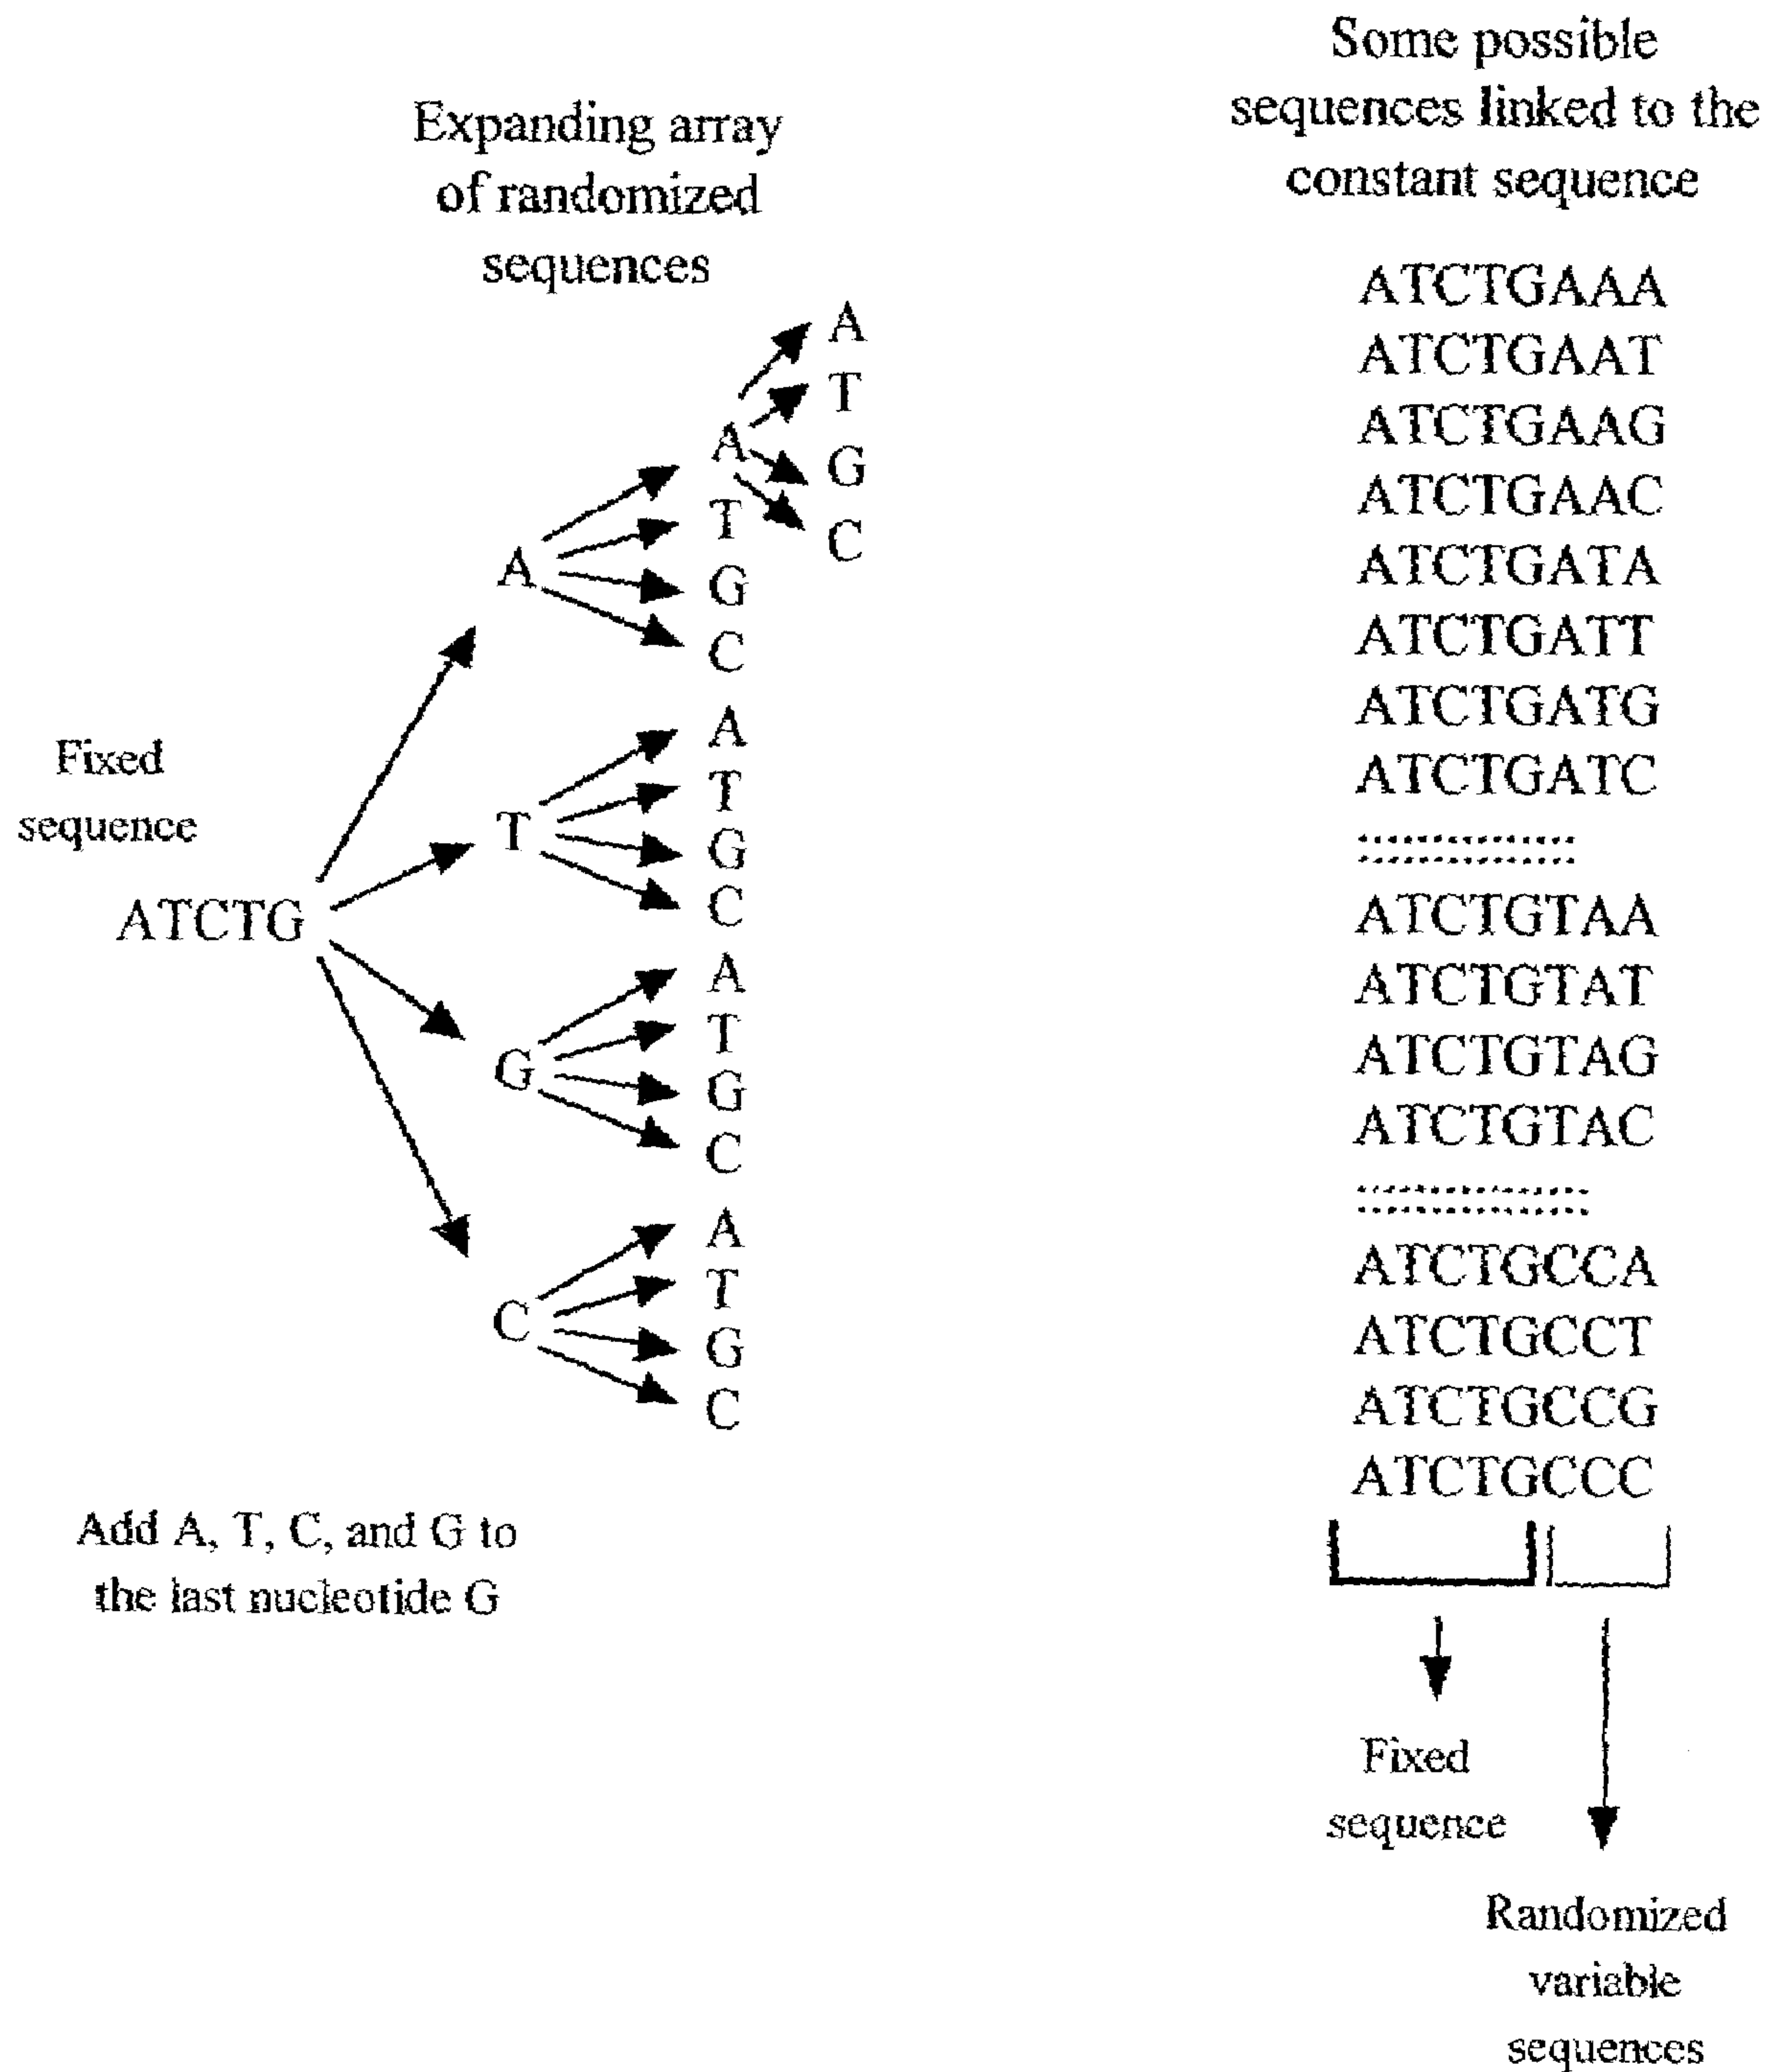 Expanding array
of randomized
sequences
Some possible
sequences linked to the
constant sequence
Fixed
sequence
ATCTG
A
T
G
C
A
T
G
C
A
T
G
C
A
T
G
C
A
T
G
C
A
T
G
C
Add A, T, C, and G to
the last nucleotide G
ATCTGAAA
ATCTGAAT
ATCTGAAG
ATCTGAAC
ATCTGATA
ATCTGATT
ATCTGATG
ATCTGATC
ATCTGTAA
ATCTGTAT
ATCTGTAG
ATCTGTAC
ATCTGCCA
ATCTGCCT
ATCTGCCG
ATCTGCCC
Fixed
sequence
Randomized
variable
sequences